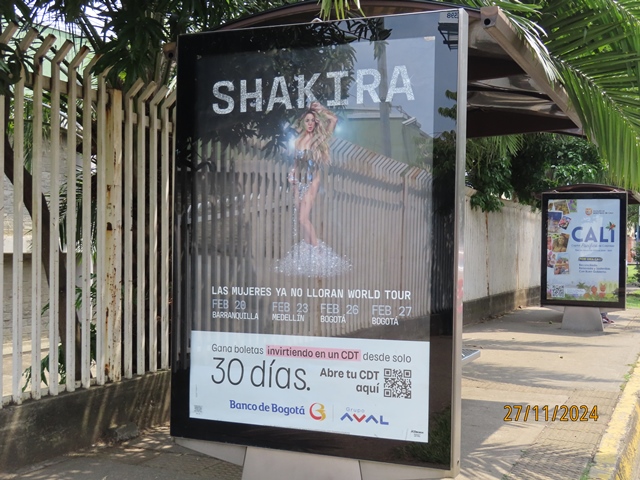 SHAKIRA
LAS MUJERES YA NO LLORAN WORLD TOUR
FEB 20 FEB 23 FEB 26 FEB 27
BARRANQUILLA MEDELLÍN BOGOTÁ BOGOTÁ
Gana boletas invirtiendo en un CDT desde solo
30 días.
Abre tu CDT
aquí
Banco de Bogotá
Grupo
AVAL
CALI
27/11/2024